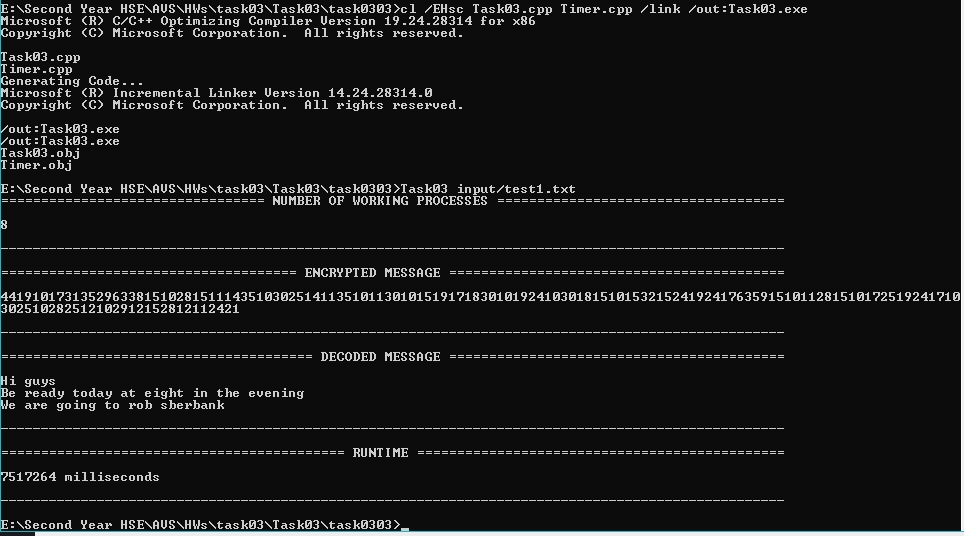 E:\Second Year HSE\AVS\HWs\task03\Task03\task0303>cl /EHsc Task03.cpp Timer.cpp /link /out:Task03.exe
Microsoft (R) C/C++ Optimizing Compiler Version 19.24.28314 for x86
Copyright (C) Microsoft Corporation.  All rights reserved.
Task03.cpp
Timer.cpp
Generating Code...
Microsoft (R) Incremental Linker Version 14.24.28314.0
Copyright (C) Microsoft Corporation.  All rights reserved.
/out:Task03.exe
/out:Task03.exe
Task03.obj
Timer.obj
E:\Second Year HSE\AVS\HWs\task03\Task03\task0303>Task03 input/test1.txt
================================= NUMBER OF WORKING PROCESSES ====================================
8
--------------------------------------------------------------------------------------------------
===================================== ENCRYPTED MESSAGE ==========================================
441910173135296338151028151114351030251411351011301015191718301019241030181510153215241924176359151011281510172519241710
302510282512102912152812112421
--------------------------------------------------------------------------------------------------
======================================= DECODED MESSAGE ==========================================
Hi guys
Be ready today at eight in the evening
We are going to rob sberbank
--------------------------------------------------------------------------------------------------
=========================================== RUNTIME ==============================================
7517264 milliseconds
--------------------------------------------------------------------------------------------------
E:\Second Year HSE\AVS\HWs\task03\Task03\task0303>_